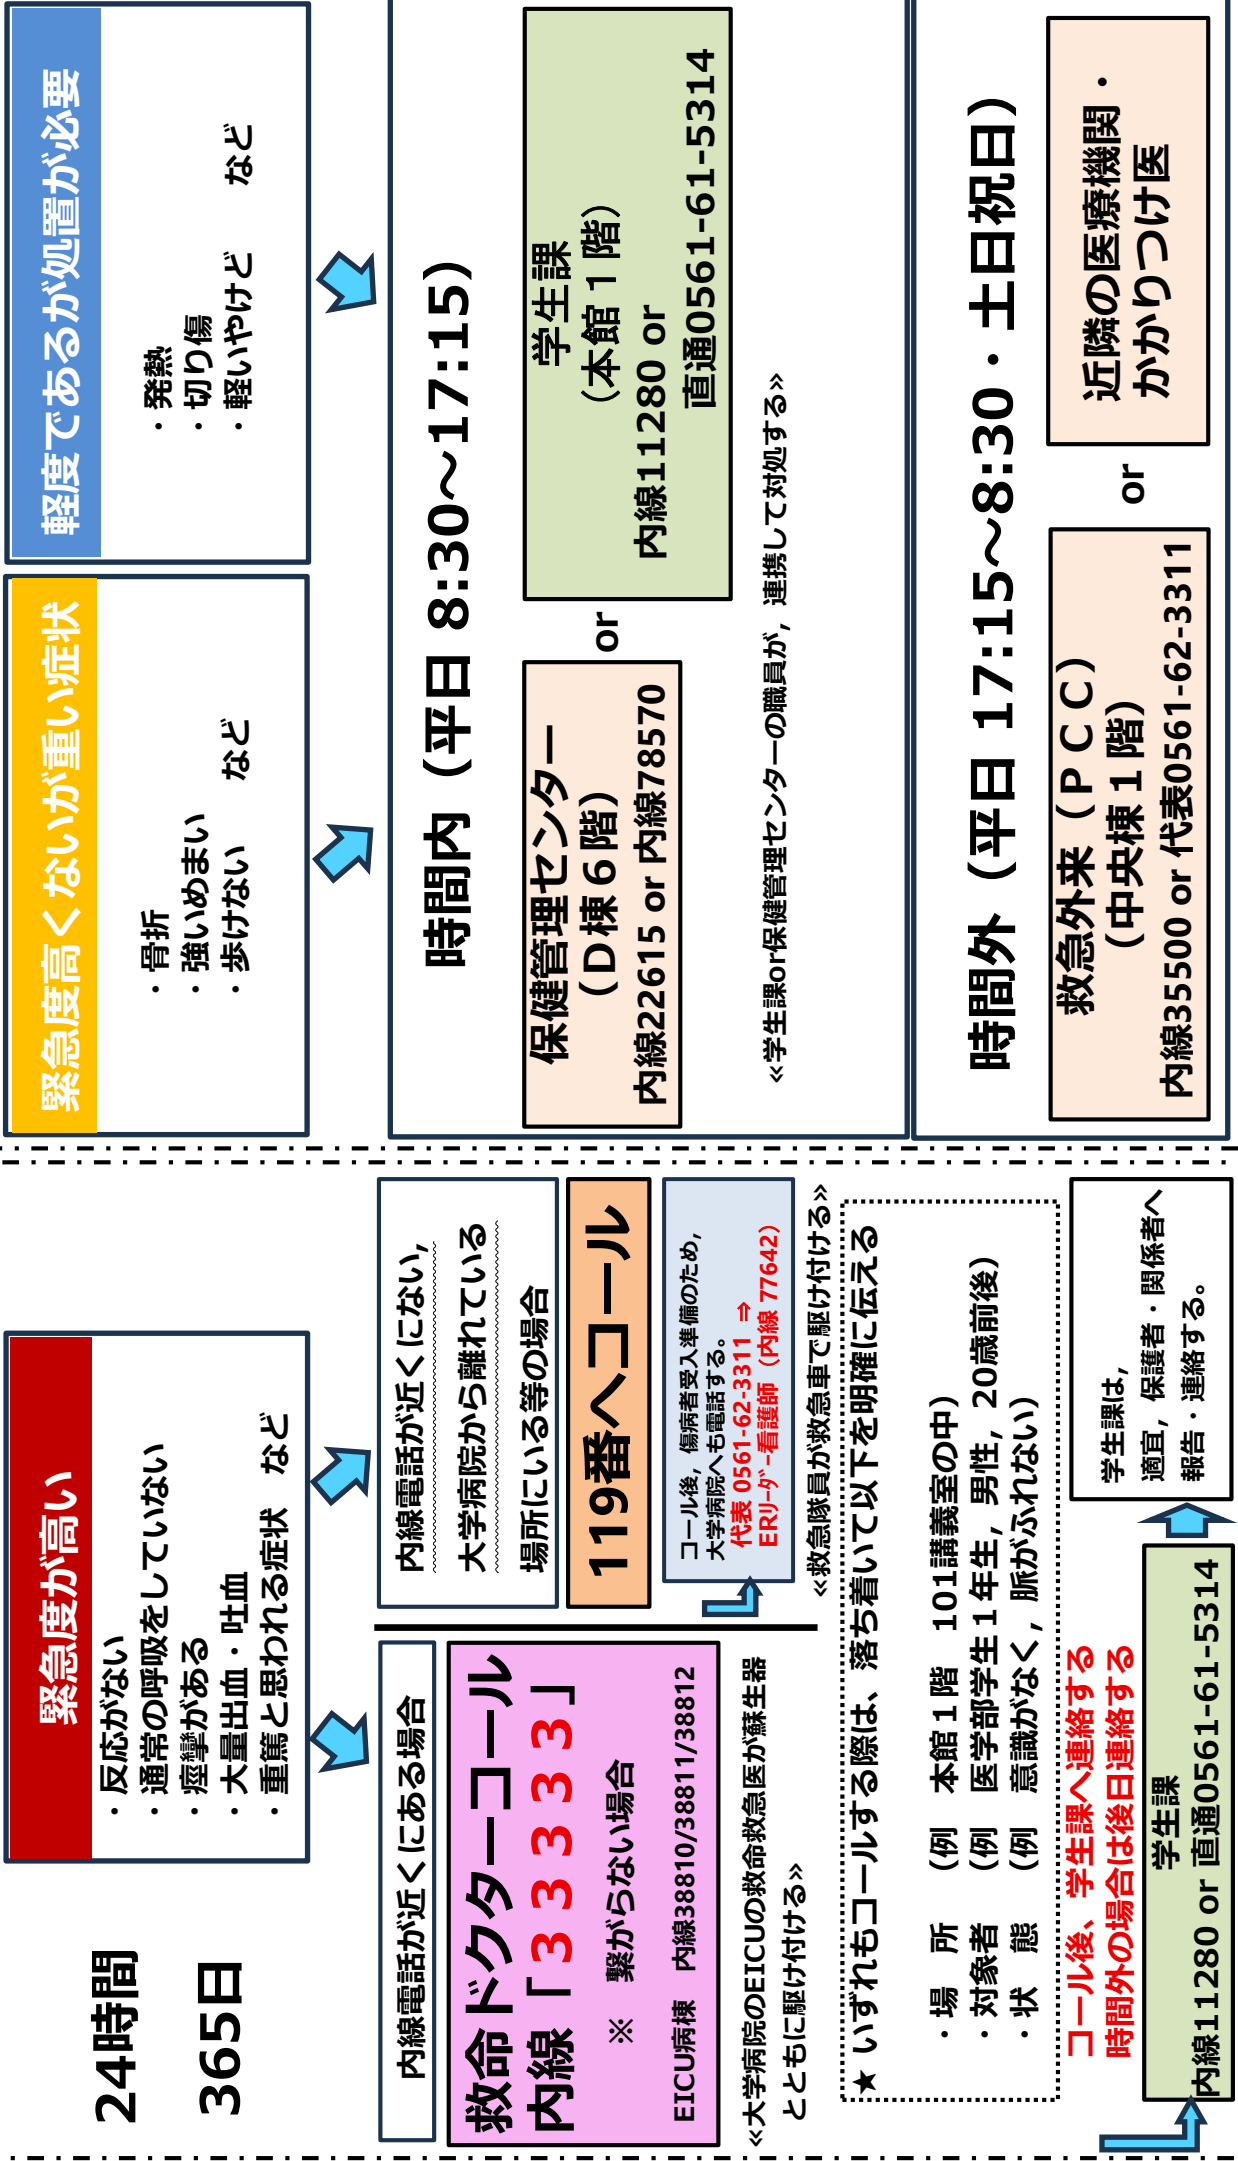 24時間
365日
緊急度が高い
・反応がない
・通常の呼吸をしていない
・痙攣がある
・大量出血・吐血
・重篤と思われる症状　など
内線電話が近くにある場合
救命ドクターコール
内線「３３３３」
※　繋がらない場合
EICU病棟　内線38810/38811/38812
≪大学病院のEICUの救命救急医が蘇生器
とともに駆け付ける≫
内線電話が近くにない,
大学病院から離れている
場所にいる等の場合
119番へコール
コール後，傷病者受入準備のため,
大学病院へも電話する。
代表 0561-62-3311 ⇒
ERﾘｰﾀﾞｰ看護師（内線 77642）
≪救急隊員が救急車で駆け付ける≫
★ いずれもコールする際は、落ち着いて以下を明確に伝える
・場　所　（例　本館１階　101講義室の中）
・対象者　（例　医学部学生１年生，男性，20歳前後）
・状　態　（例　意識がなく，脈がふれない）
コール後、学生課へ連絡する
時間外の場合は後日連絡する
学生課
内線11280 or 直通0561-61-5314
学生課は，
適宜，保護者・関係者へ
報告・連絡する。
緊急度高くないが重い症状
・骨折
・強いめまい
・歩けない　　など
軽度であるが処置が必要
・発熱
・切り傷
・軽いやけど　　など
時間内（平日 8:30～17:15）
保健管理センター
（D棟６階）
内線22615 or 内線78570
or
学生課
（本館１階）
内線11280 or
直通0561-61-5314
≪学生課or保健管理センターの職員が，連携して対処する≫
時間外（平日 17:15～8:30・土日祝日）
救急外来（ＰＣＣ）
（中央棟１階）
内線35500 or 代表0561-62-3311
or
近隣の医療機関・
かかりつけ医